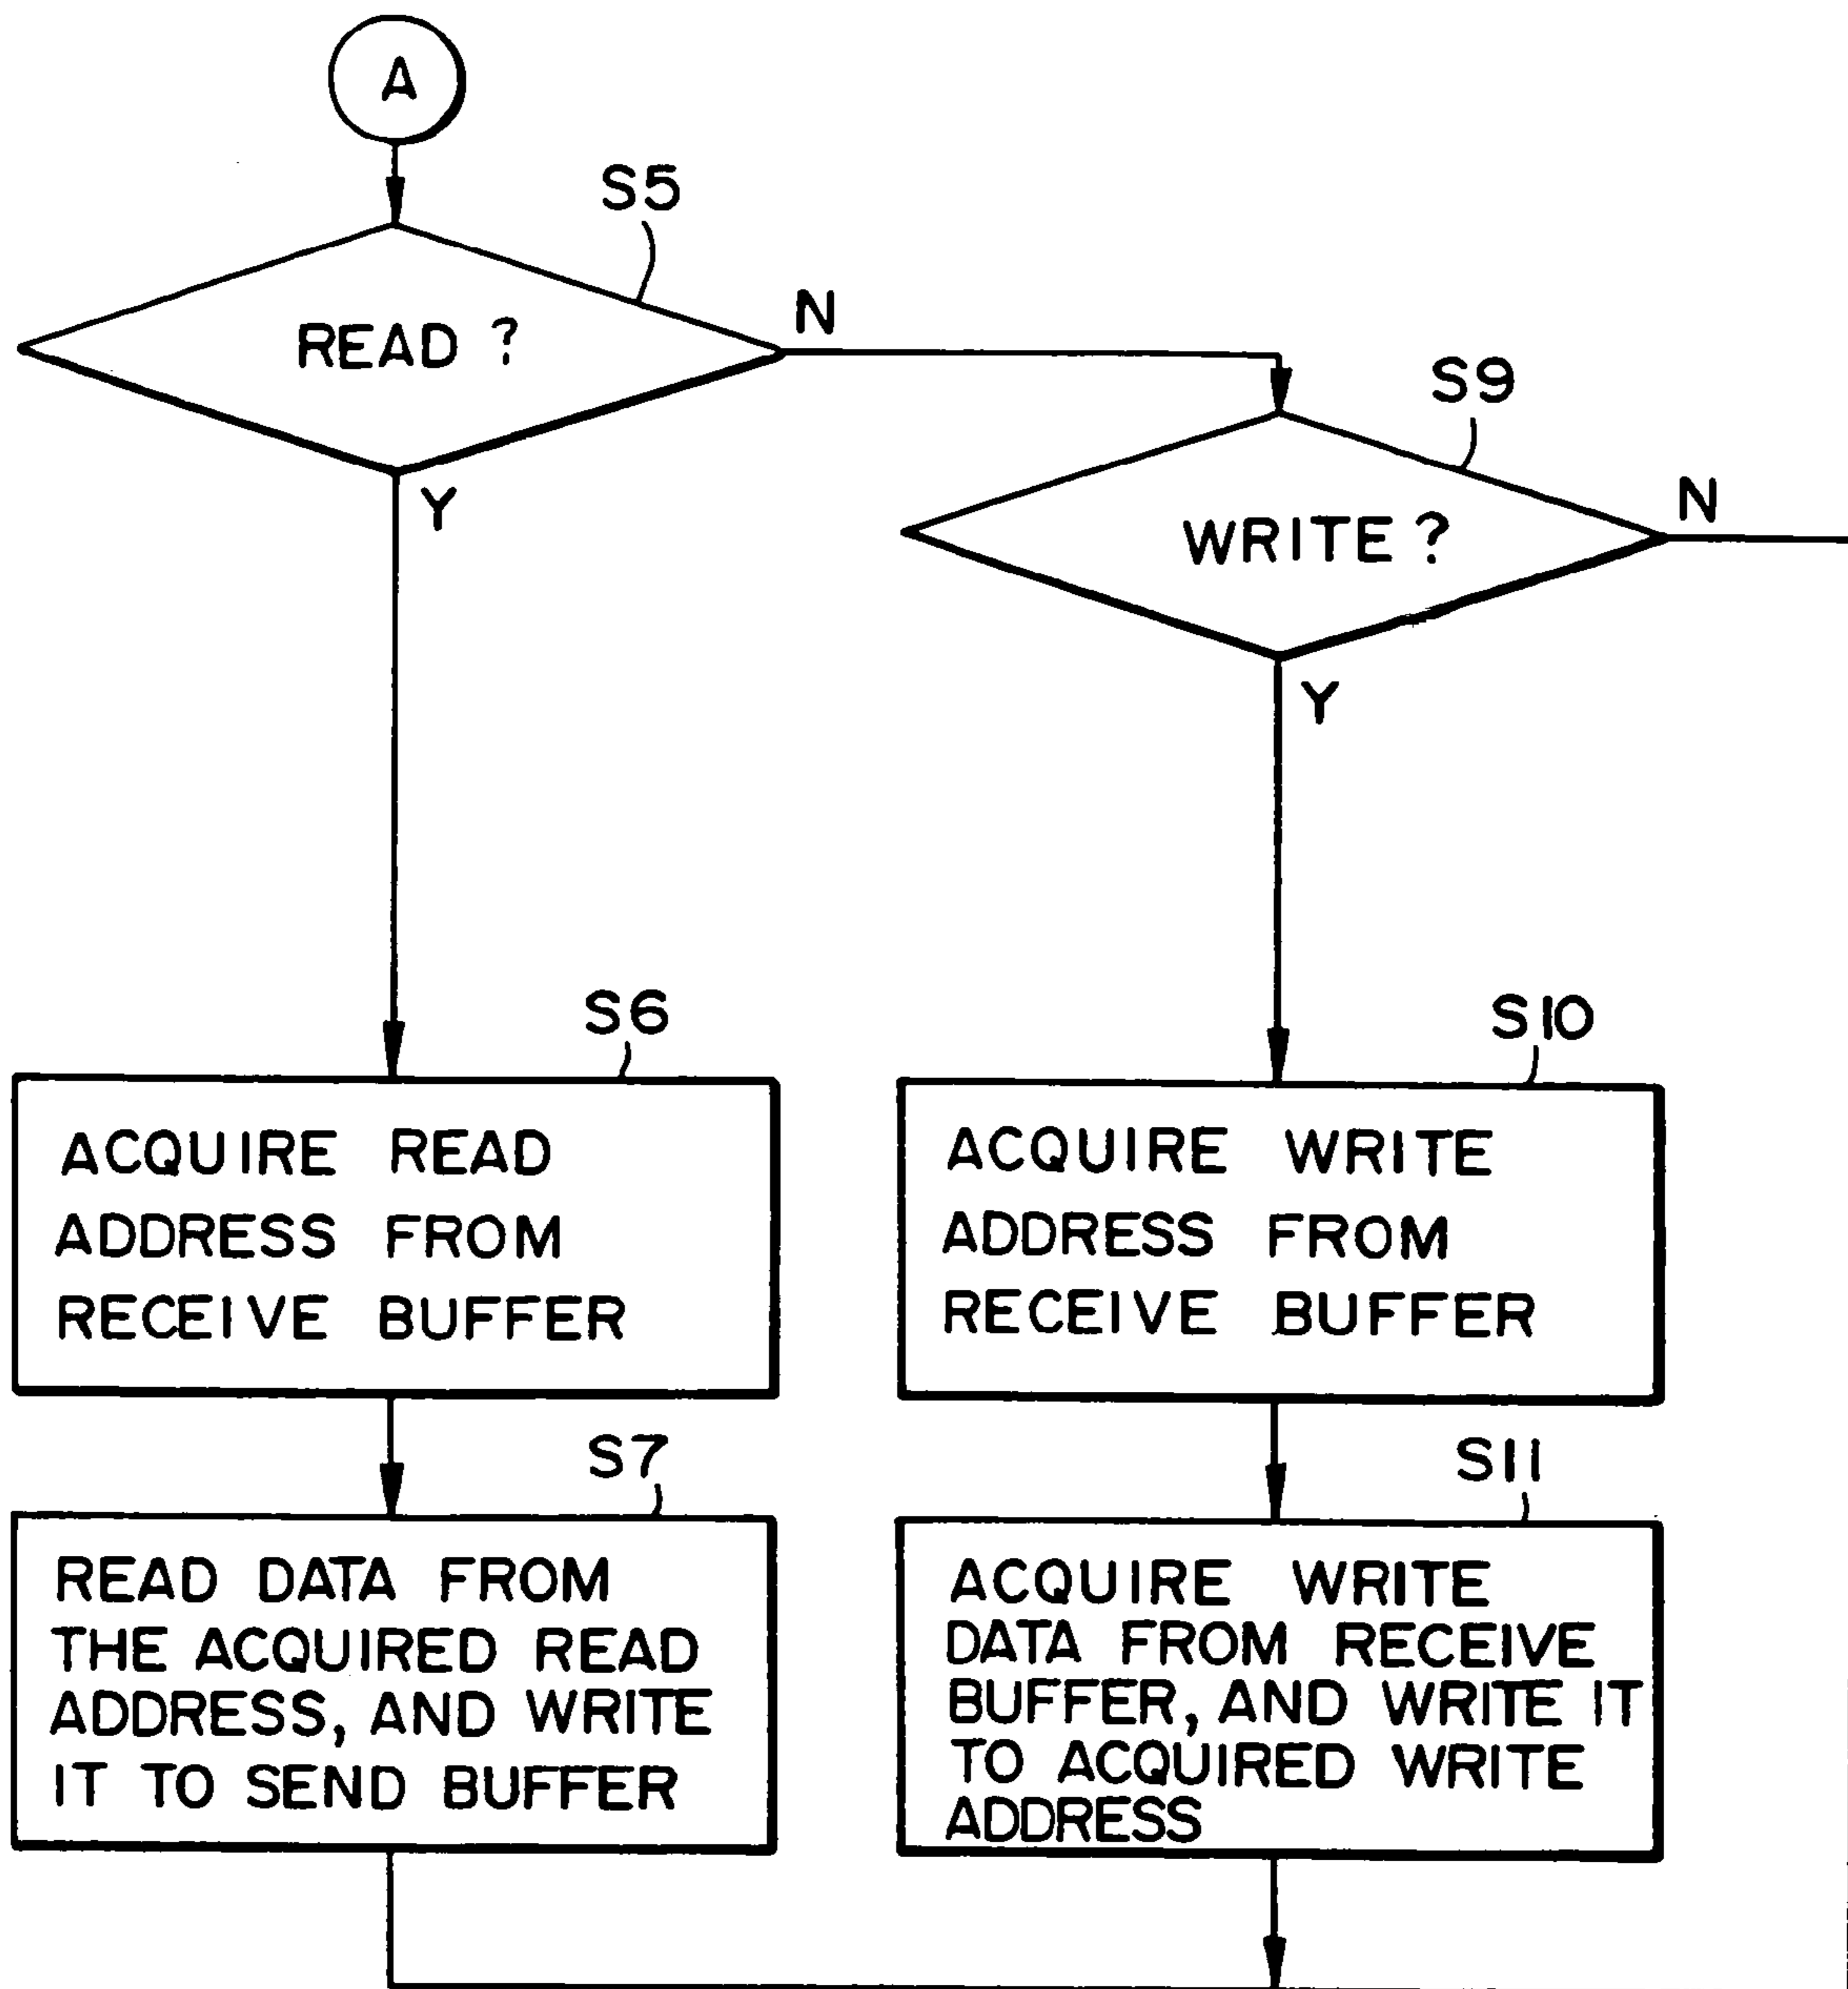 A
S5
READ ?
N
Y
S9
WRITE ?
N
Y
S6
ACQUIRE READ
ADDRESS FROM
RECEIVE BUFFER
S10
ACQUIRE WRITE
ADDRESS FROM
RECEIVE BUFFER
S7
READ DATA FROM
THE ACQUIRED READ
ADDRESS, AND WRITE
IT TO SEND BUFFER
S11
ACQUIRE WRITE
DATA FROM RECEIVE
BUFFER, AND WRITE IT
TO ACQUIRED WRITE
ADDRESS